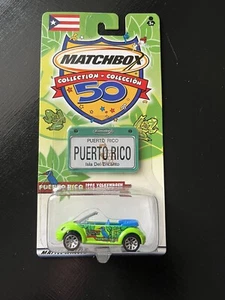 MATCHBOX
COLLECTION • COLECCIÓN
50
PUERTO RICO
PUERTO RICO
Isla Del Encanto
PUERTO RICO